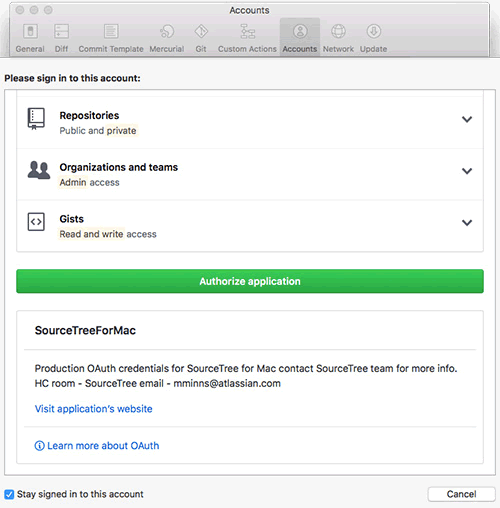 Accounts
General Diff Commit Template Mercurial Git Custom Actions Accounts Network Update
Please sign in to this account:
Repositories
Public and private
Organizations and teams
Admin access
Gists
Read and write access
Authorize application
SourceTreeForMac
Production OAuth credentials for SourceTree for Mac contact SourceTree team for more info.
HC room - SourceTree email - mminns@atlassian.com
Visit application's website
Learn more about OAuth
Stay signed in to this account
Cancel